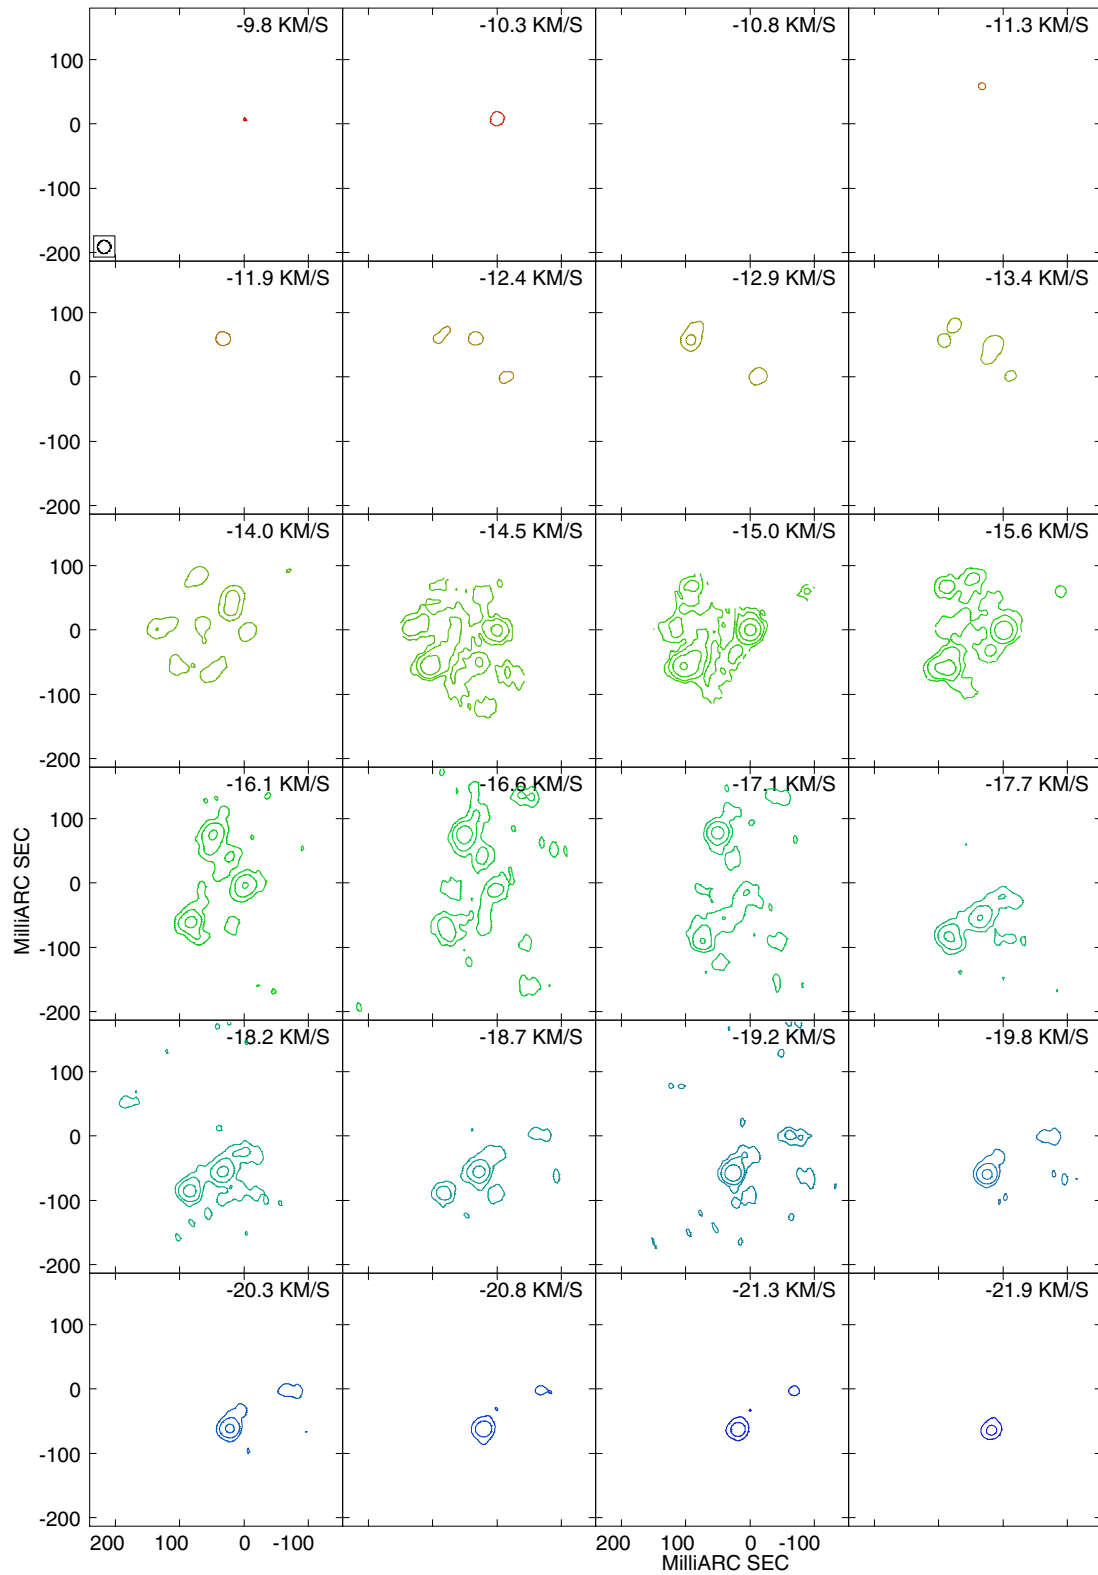 -9.8 KM/S
-10.3 KM/S
-10.8 KM/S
-11.3 KM/S
100
0
-100
-200
-11.9 KM/S
-12.4 KM/S
-12.9 KM/S
-13.4 KM/S
100
0
-100
-200
-14.0 KM/S
-14.5 KM/S
-15.0 KM/S
-15.6 KM/S
100
0
-100
-200
-16.1 KM/S
-16.6 KM/S
-17.1 KM/S
-17.7 KM/S
100
0
-100
-200
MilliARC SEC
-18.2 KM/S
-18.7 KM/S
-19.2 KM/S
-19.8 KM/S
100
0
-100
-200
-20.3 KM/S
-20.8 KM/S
-21.3 KM/S
-21.9 KM/S
100
0
-100
-200
200 100 0 -100
200 100 0 -100
MilliARC SEC